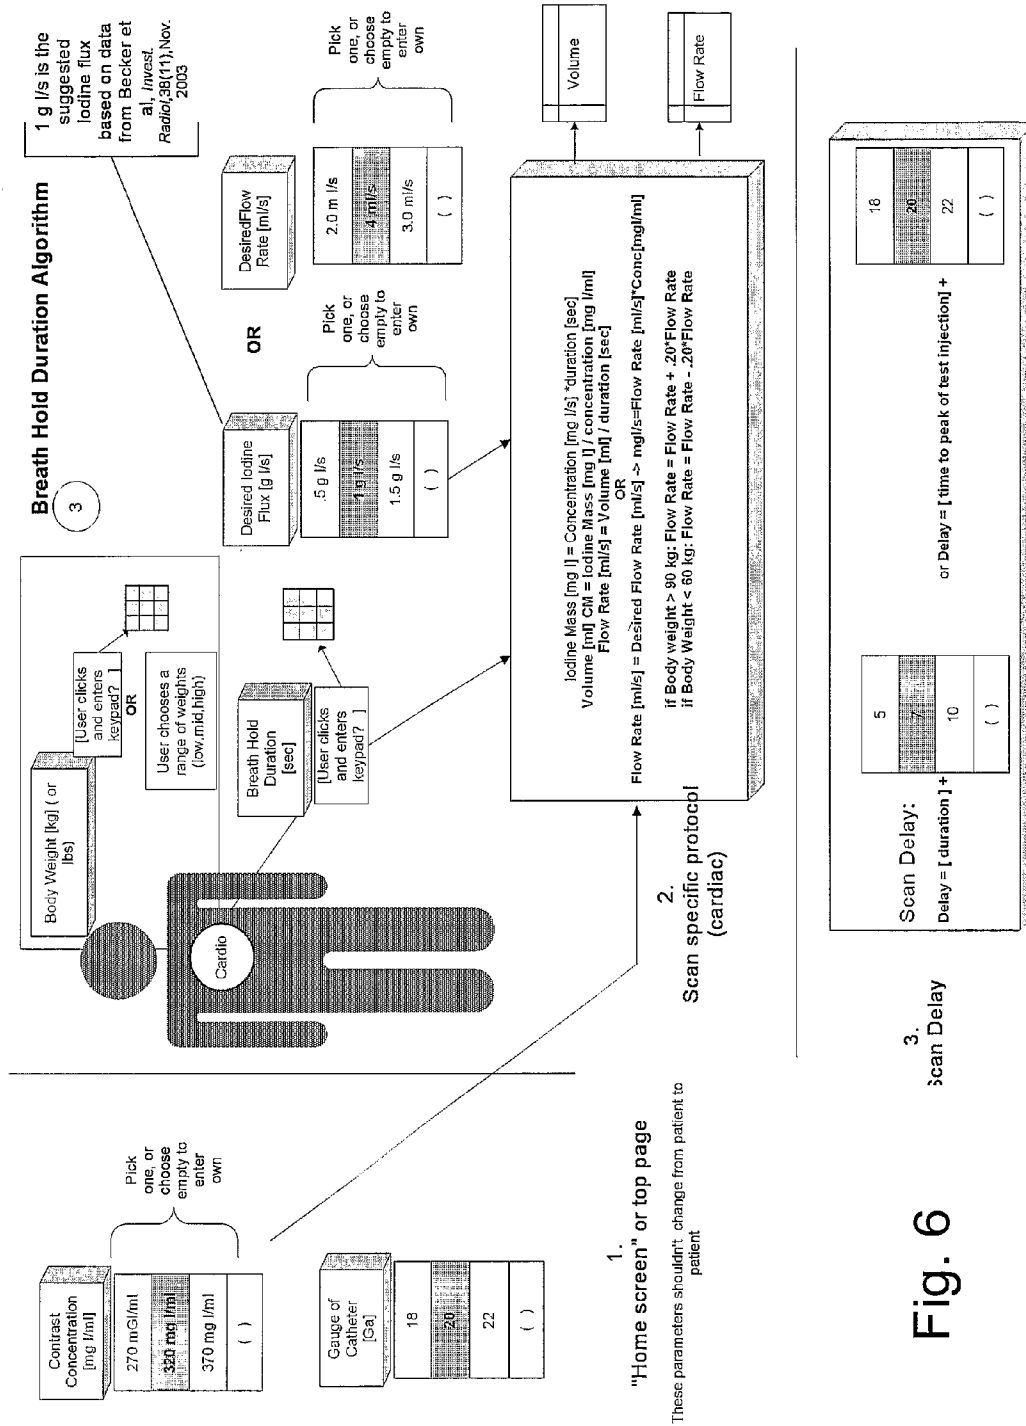 Breath Hold Duration Algorithm
3
1 g I/s is the
suggested
Iodine flux
based on data
from Becker et
al, Invest.
Radiol,38(11),Nov.
2003
Contrast
Concentration
[mg I/ml]
270 mGI/ml
320 mg I/ml
370 mg I/ml
( )
Pick
one, or
choose
empty to
enter
own
Gauge of
Catheter
[Ga]
18
20
22
( )
1.
"Home screen" or top page
These parameters shouldn't change from patient to
patient
Body Weight [kg] ( or
lbs)
[User clicks
and enters
keypad? ]
OR
User chooses a
range of weights
(low,mid,high)
Cardio
Breath Hold
Duration
[sec]
[User clicks
and enters
keypad? ]
Desired Iodine
Flux [g I/s]
.5 g I/s
1 g I/s
1.5 g I/s
( )
Pick
one, or
choose
empty to
enter
own
OR
DesiredFlow
Rate [ml/s]
2.0 m l/s
4 ml/s
3.0 ml/s
( )
Pick
one, or
choose
empty to
enter
own
2.
Scan specific protocol
(cardiac)
Iodine Mass [mg I] = Concentration [mg I/s] *duration [sec]
Volume [ml] CM = Iodine Mass [mg I] / concentration [mg I/ml]
Flow Rate [ml/s] = Volume [ml] / duration [sec]
OR
Flow Rate [ml/s] = Desired Flow Rate [ml/s] -> mgI/s=Flow Rate [ml/s]*Conc[mgI/ml]
if Body weight > 90 kg: Flow Rate = Flow Rate + .20*Flow Rate
if Body Weight < 60 kg: Flow Rate = Flow Rate - .20*Flow Rate
Volume
Flow Rate
3.
Scan Delay
Scan Delay:
Delay = [ duration ] +
5
7
10
( )
or Delay = [ time to peak of test injection] +
18
20
22
( )
Fig. 6